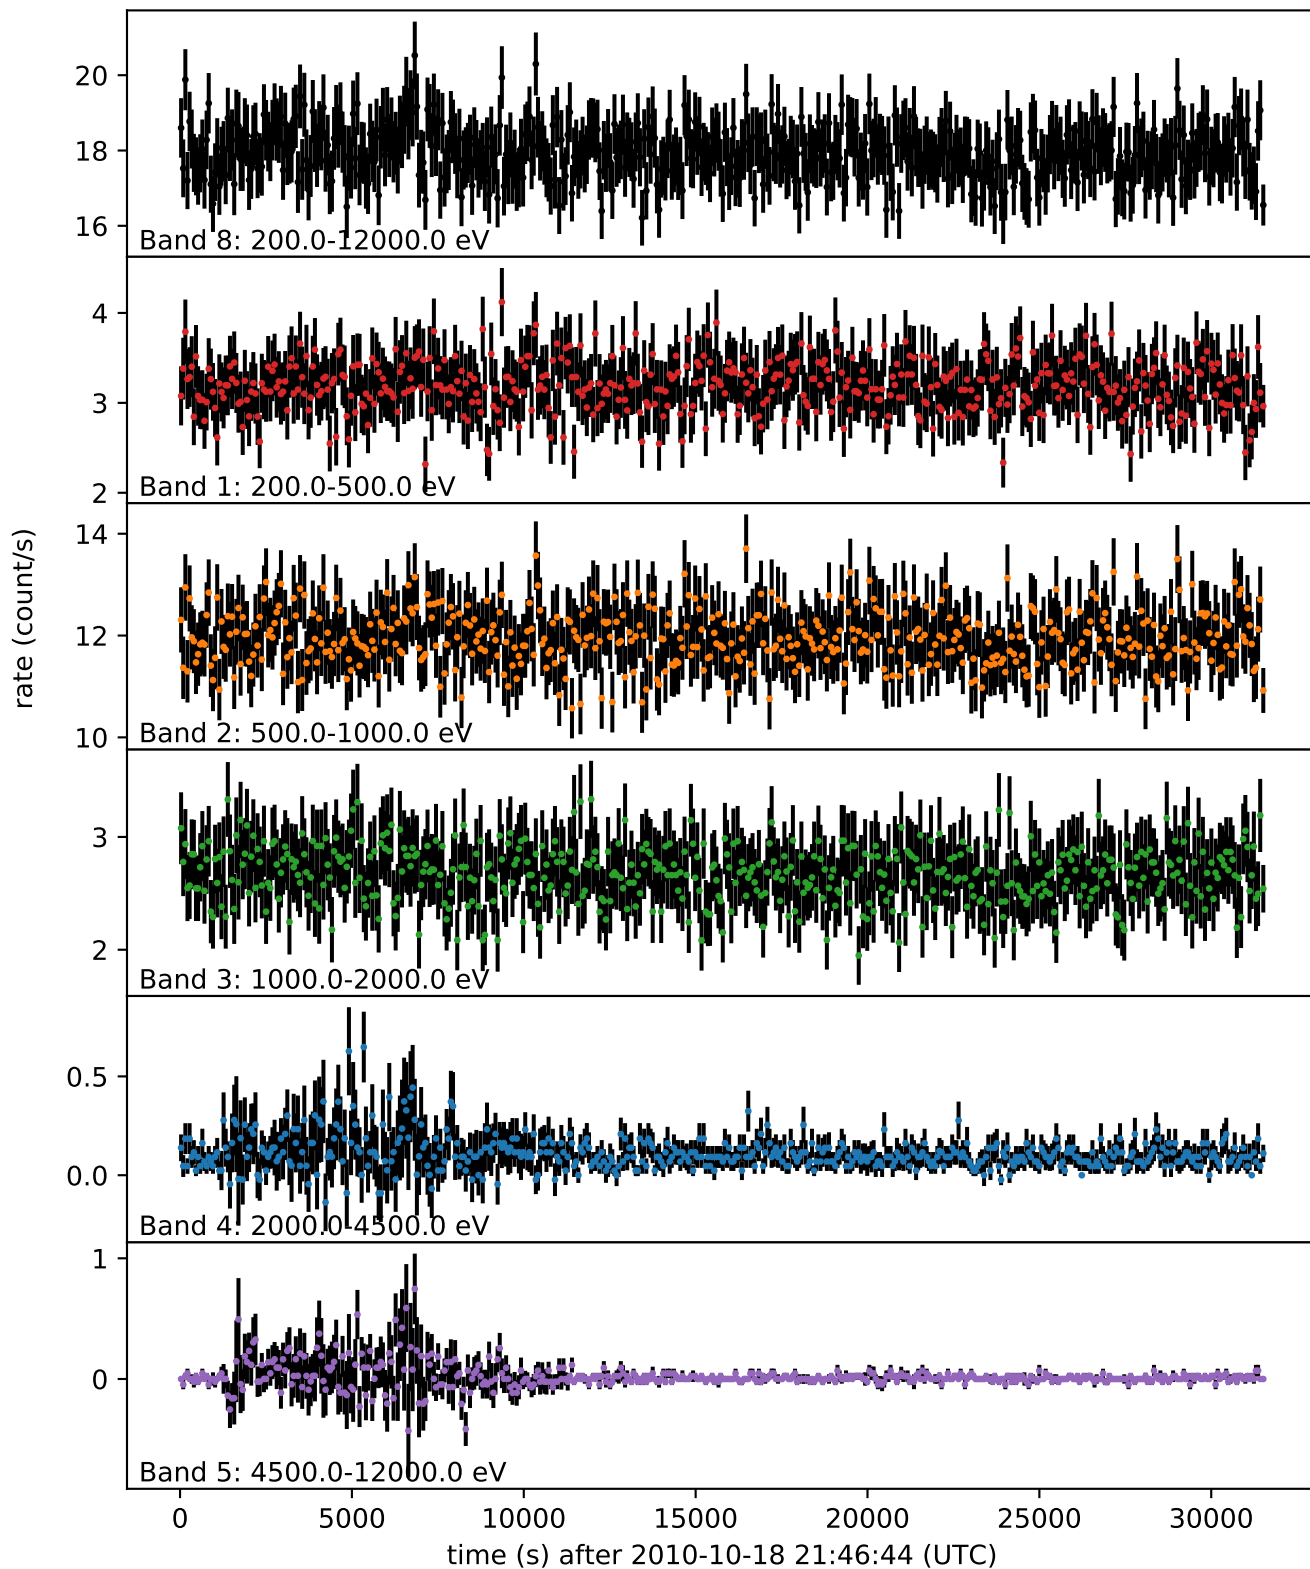 20
18
16
Band 8: 200.0-12000.0 eV
4
3
2
Band 1: 200.0-500.0 eV
14
12
10
Band 2: 500.0-1000.0 eV
rate (count/s)
3
2
Band 3: 1000.0-2000.0 eV
0.5
0.0
Band 4: 2000.0-4500.0 eV
1
0
Band 5: 4500.0-12000.0 eV
0 5000 10000 15000 20000 25000 30000
time (s) after 2010-10-18 21:46:44 (UTC)